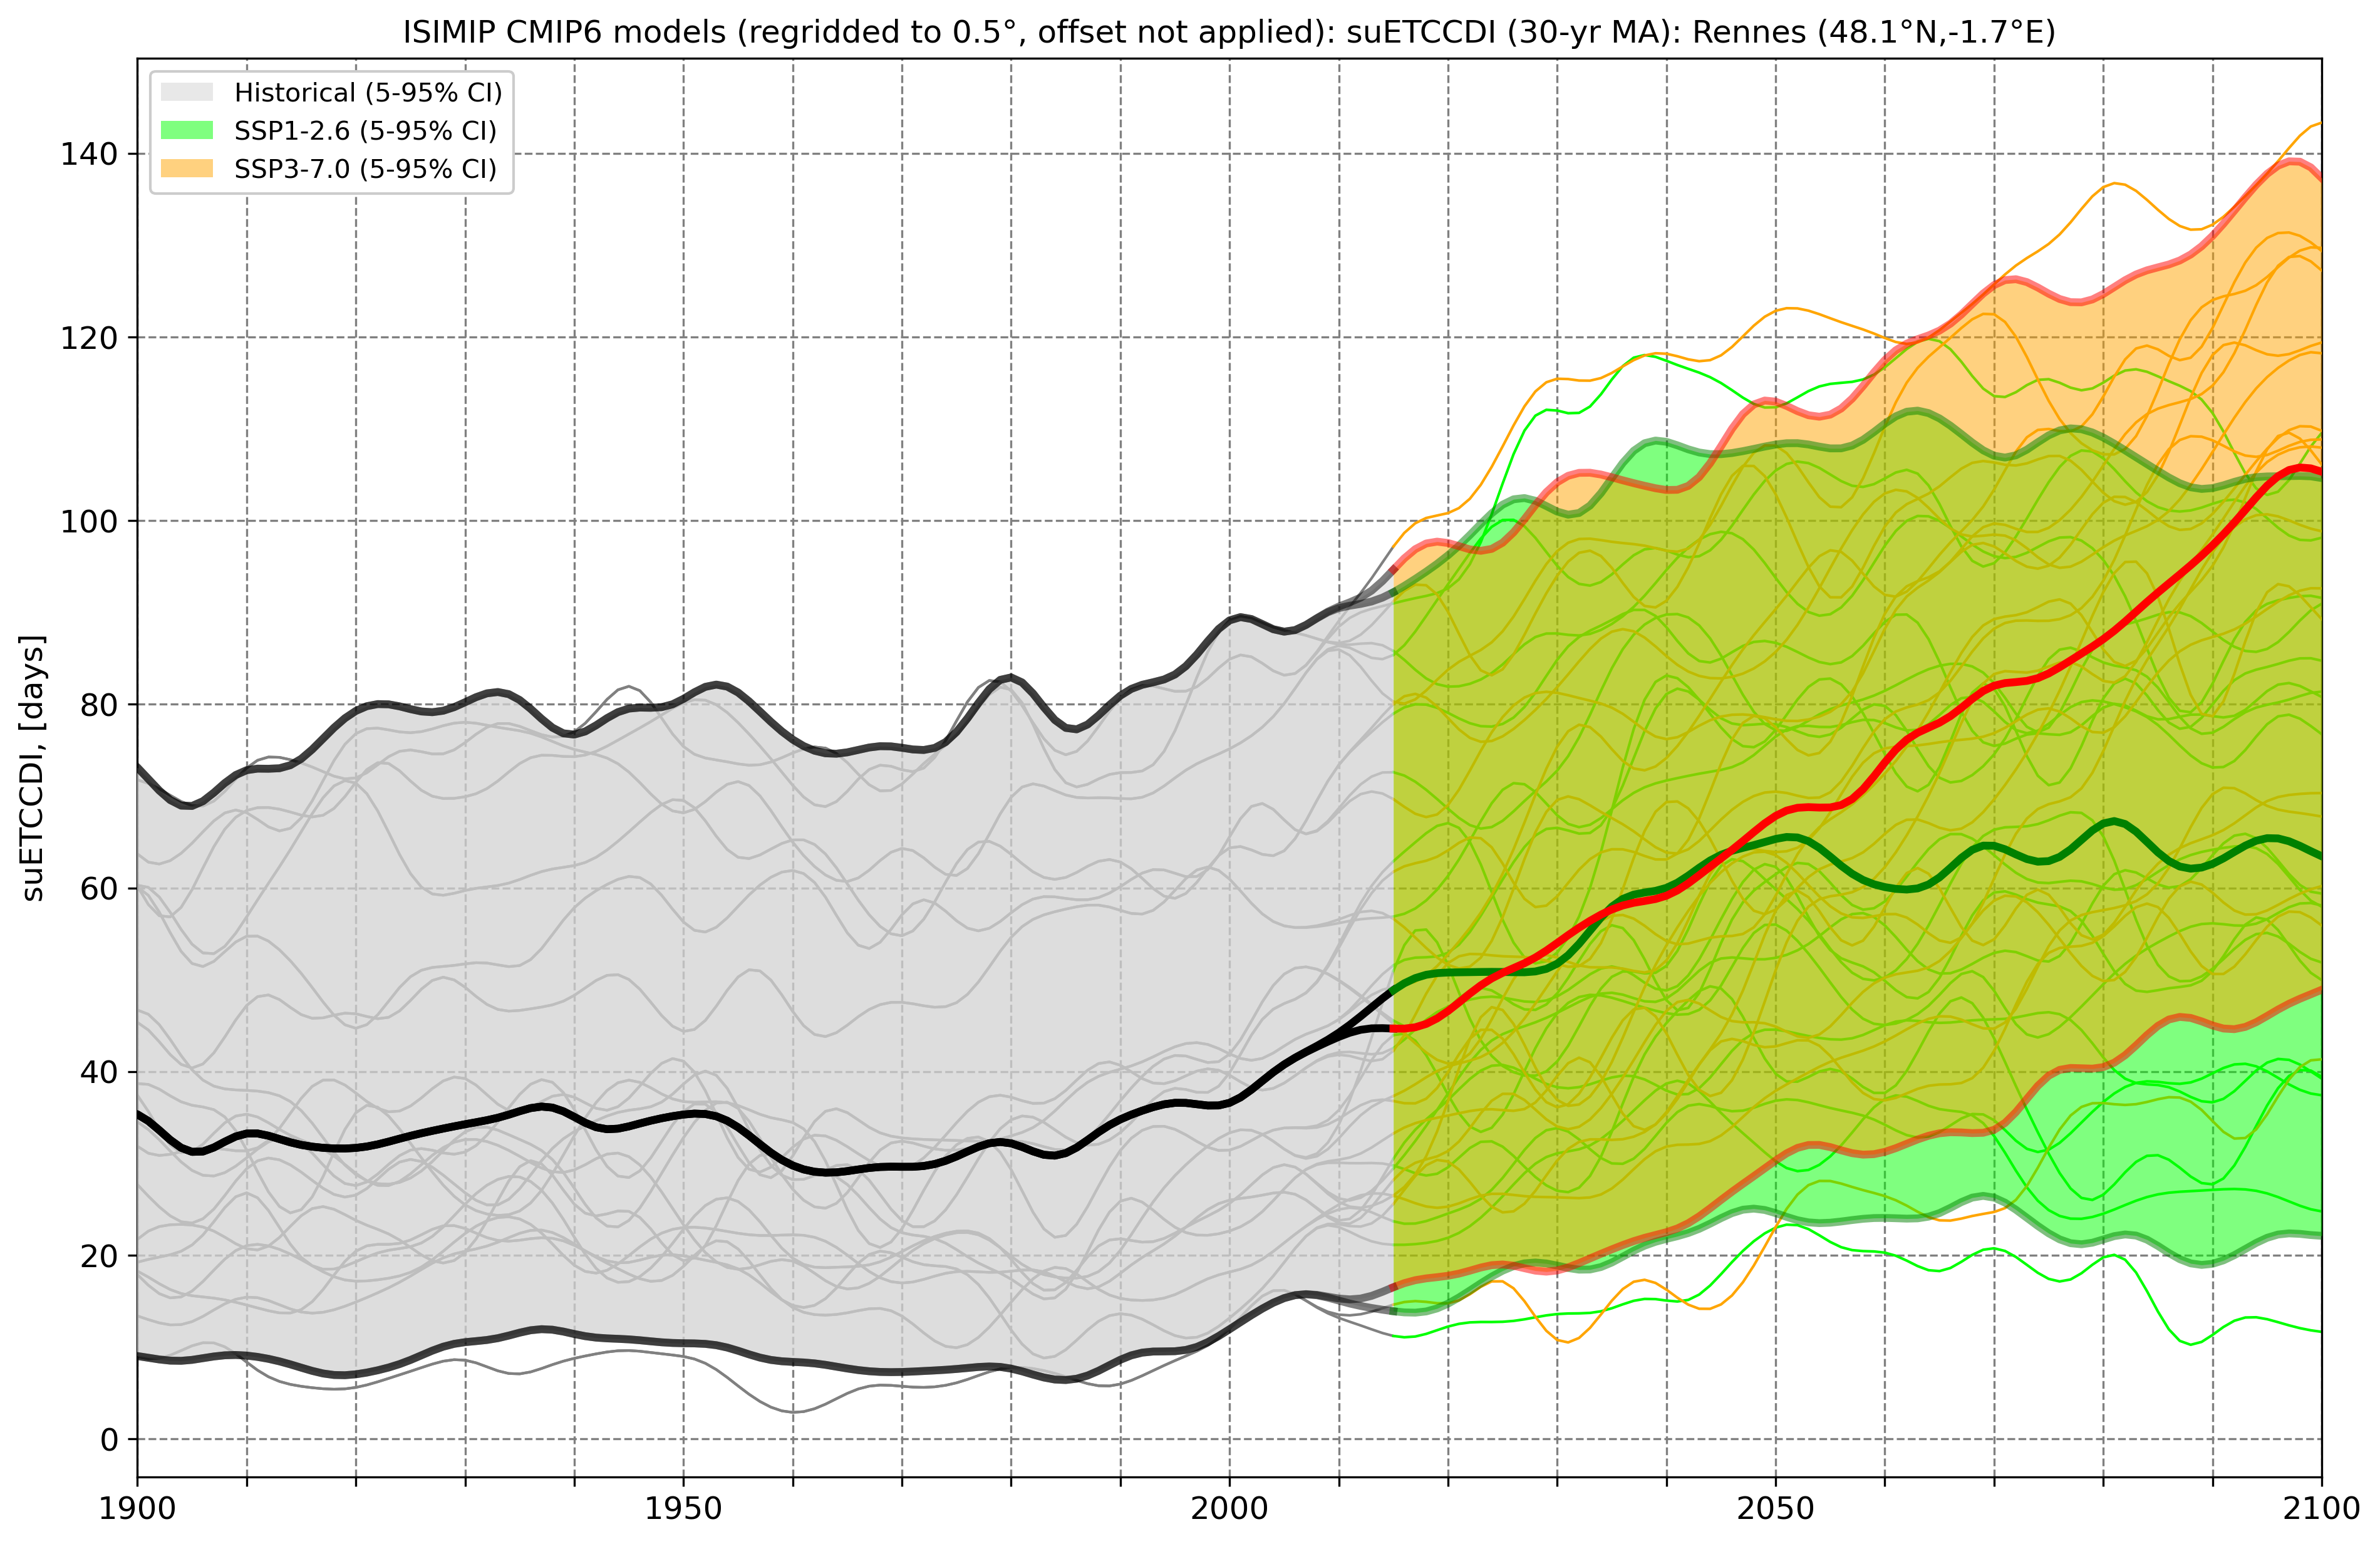 ISIMIP CMIP6 models (regridded to 0.5°, offset not applied): suETCCDI (30-yr MA): Rennes (48.1°N,-1.7°E)
Historical (5-95% CI)
SSP1-2.6 (5-95% CI)
SSP3-7.0 (5-95% CI)
suETCCDI, [days]
140
120
100
80
60
40
20
0
1900 1950 2000 2050 2100